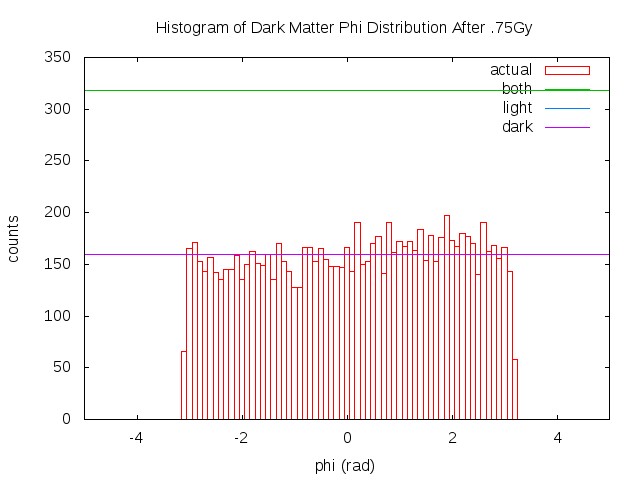 Histogram of Dark Matter Phi Distribution After .75Gy
350
300
250
200
150
100
50
0
counts
actual
both
light
dark
-4
-2
0
2
4
phi (rad)